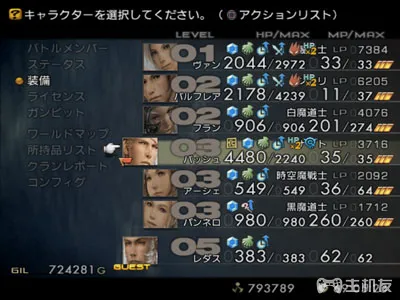 キャラクターを選択してください。（アクションリスト）
LEVEL HP/MAX MP/MAX
バトルメンバー
ステータス
装備
ライセンス
ガンビット
ワールドマップ
所持品リスト
クランレポート
コンフィグ
01 士 LP 7384
ヴァン 2044/2972 33/33
02 リ LP 6205
バルフレア 2178/4239 11/37
02 白魔道士 LP 4076
フラン 906/906 201/274
03 ド LP 3716
バッシュ 4480/2240 35/35
03 時空魔戦士 LP 2092
アーシェ 549/549 36/64
03 黒魔道士 LP 1712
パンネロ 980/980 260/260
05
GUEST レダス 383/383 62/62
GIL 724281G
793789
主机友